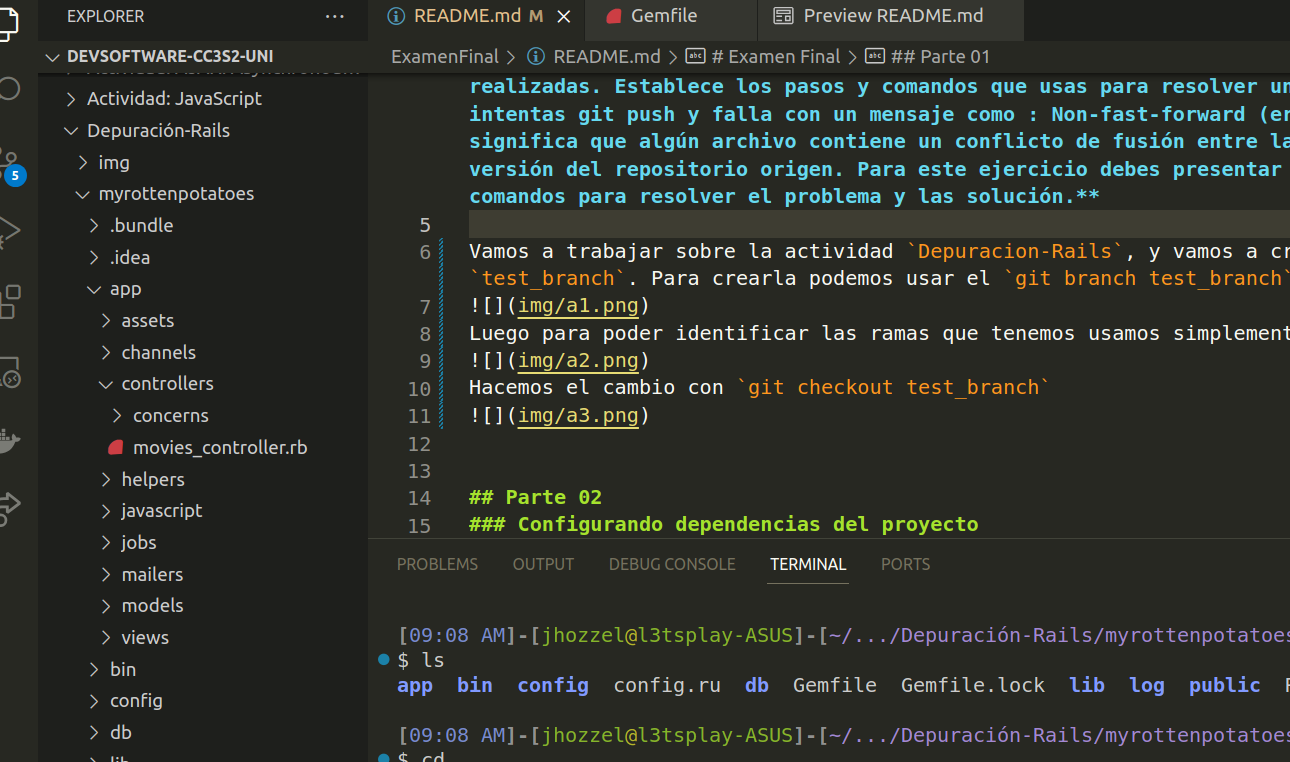 EXPLORER
DEVSOFTWARE-CC3S2-UNI
Actividad: JavaScript
Depuración-Rails
img
myrottenpotatoes
.bundle
.idea
app
assets
channels
controllers
concerns
movies_controller.rb
helpers
javascript
jobs
mailers
models
views
bin
config
db
5
README.md M
Gemfile
Preview README.md
ExamenFinal > README.md > # Examen Final > ## Parte 01
realizadas. Establece los pasos y comandos que usas para resolver
intentas git push y falla con un mensaje como : Non-fast-forward
significa que algún archivo contiene un conflicto de fusión entre
versión del repositorio origen. Para este ejercicio debes presentar
comandos para resolver el problema y las solución.**
5
6 Vamos a trabajar sobre la actividad `Depuracion-Rails`, y vamos a
`test_branch`. Para crearla podemos usar el `git branch test_branch`
7 ![](img/a1.png)
8 Luego para poder identificar las ramas que tenemos usamos
9 ![](img/a2.png)
10 Hacemos el cambio con `git checkout test_branch`
11 ![](img/a3.png)
12
13
14 ## Parte 02
15 ### Configurando dependencias del proyecto
PROBLEMS OUTPUT DEBUG CONSOLE TERMINAL PORTS
[09:08 AM]-[jhozzel@l3tsplay-ASUS]-[~/.../Depuración-Rails/myrottenpotatoes
$ ls
app bin config config.ru db Gemfile Gemfile.lock lib log public
[09:08 AM]-[jhozzel@l3tsplay-ASUS]-[~/.../Depuración-Rails/myrottenpotatoes
$ cd